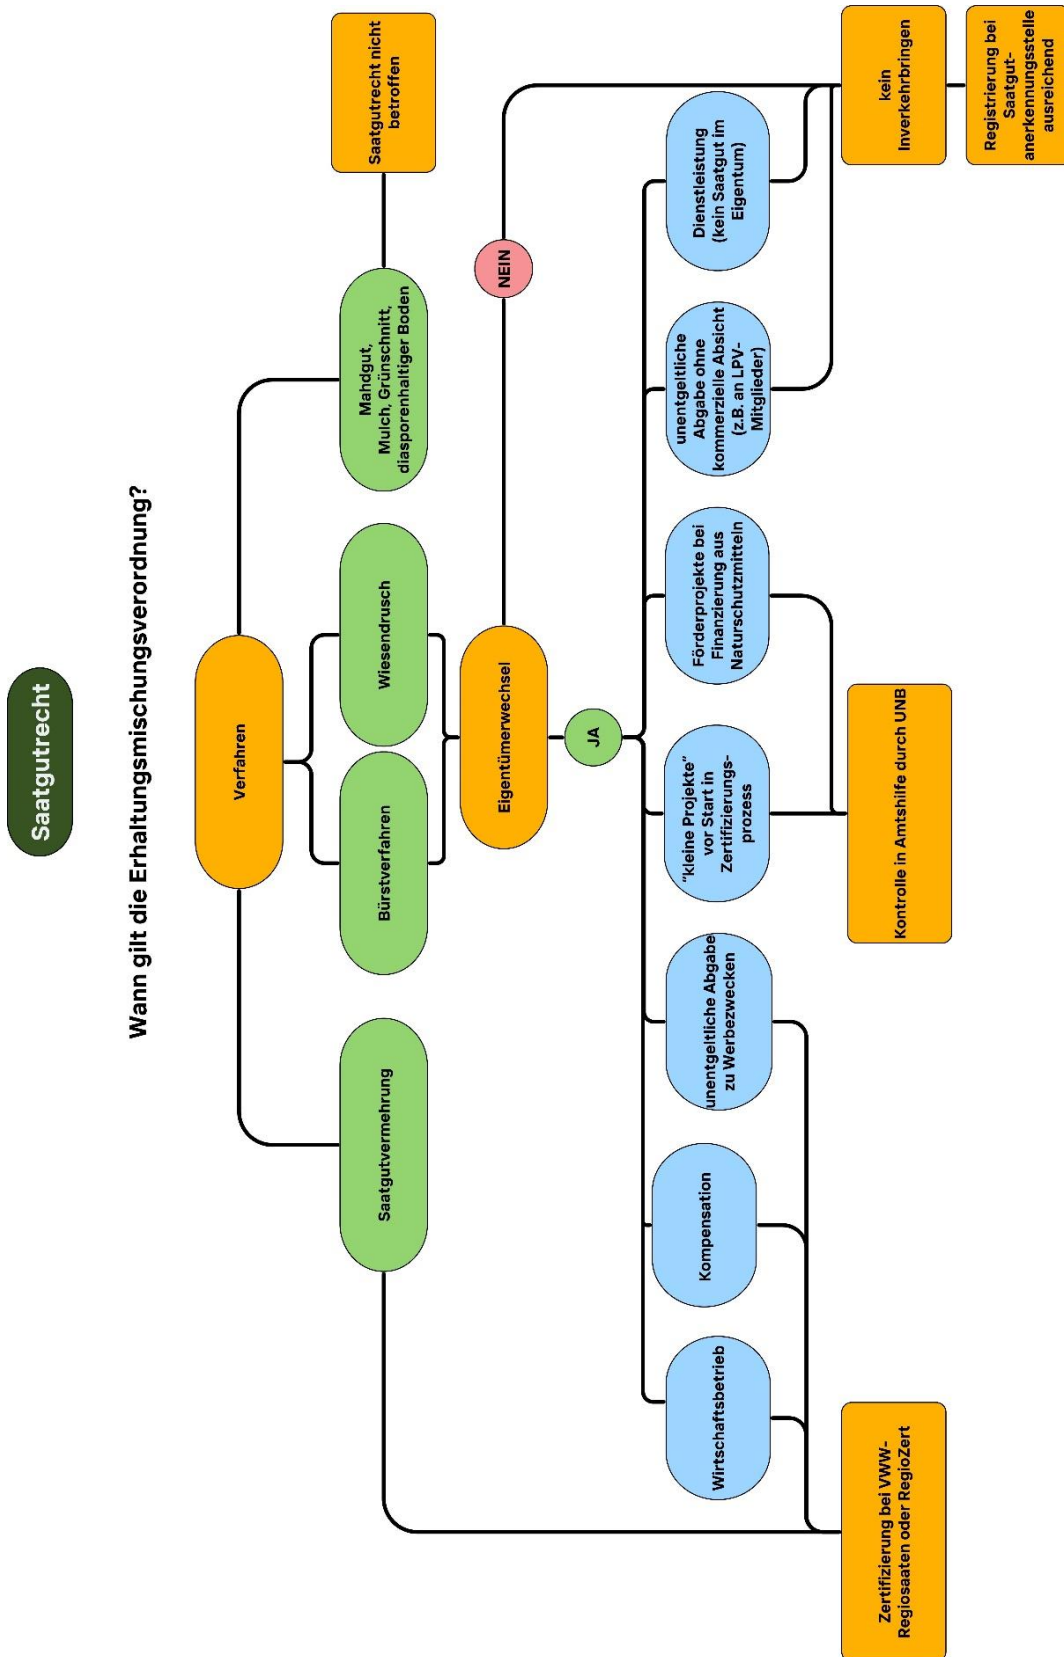 Saatgutrecht
Wann gilt die Erhaltungsmischungsverordnung?
Verfahren
Saatgutvermehrung
Bürstverfahren
Wiesendrusch
Mahdgut,
Mulch, Grünschnitt,
diasporenhaltiger Boden
Saatgutrecht nicht
betroffen
Eigentümerwechsel
JA
NEIN
Wirtschaftsbetrieb
Kompensation
unentgeltliche Abgabe
zu Werbezwecken
"kleine Projekte"
vor Start in
Zertifizierungs-
prozess
Förderprojekte bei
Finanzierung aus
Naturschutzmitteln
unentgeltliche
Abgabe ohne
kommerzielle Absicht
(z.B. an LPV-
Mitglieder)
Dienstleistung
(kein Saatgut im
Eigentum)
Zertifizierung bei VWW-
Regiosaaten oder RegioZert
Kontrolle in Amtshilfe durch UNB
kein
Inverkehrbringen
Registrierung bei
Saatgut-
anerkennungsstelle
ausreichend